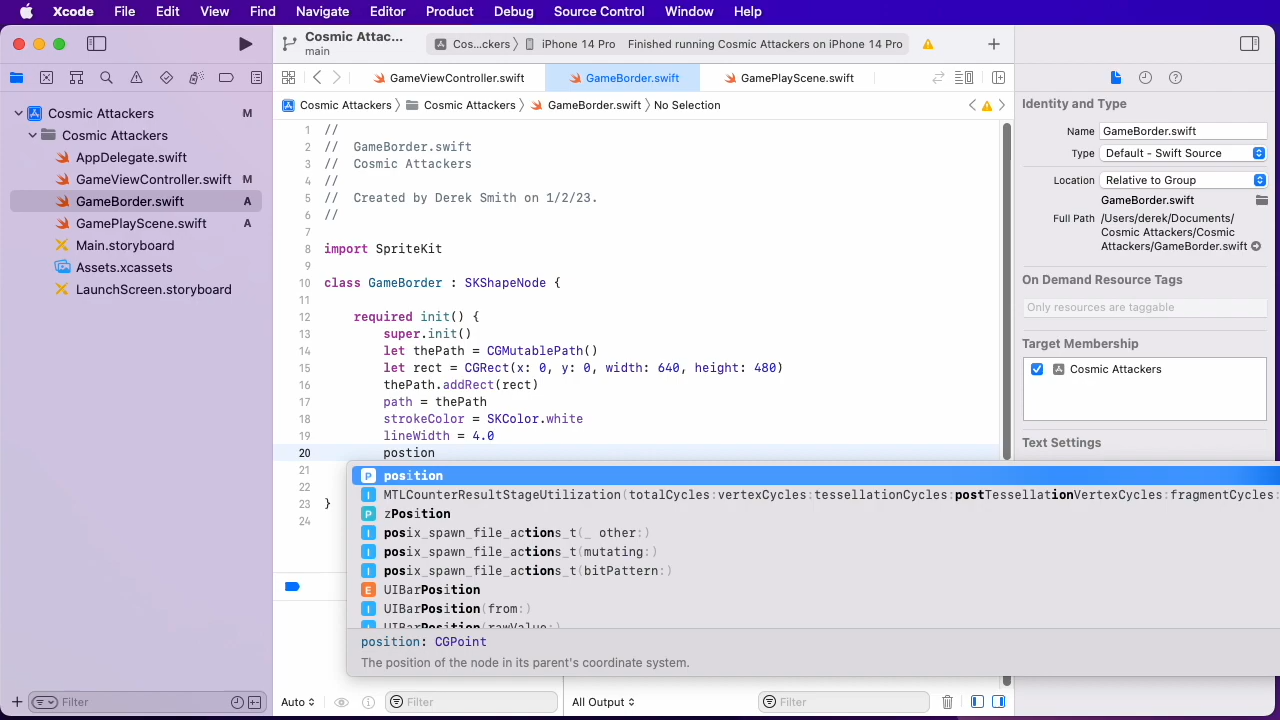 Xcode File Edit View Find Navigate Editor Product Debug Source Control Window Help
Cosmic Attac...
main
Cos...ckers iPhone 14 Pro Finished running Cosmic Attackers on iPhone 14 Pro
GameViewController.swift GameBorder.swift GamePlayScene.swift
Cosmic Attackers Cosmic Attackers GameBorder.swift No Selection
Cosmic Attackers M
Cosmic Attackers
AppDelegate.swift
GameViewController.swift M
GameBorder.swift A
GamePlayScene.swift A
Main.storyboard
Assets.xcassets
LaunchScreen.storyboard
Filter
1 //
2 //  GameBorder.swift
3 //  Cosmic Attackers
4 //
5 //  Created by Derek Smith on 1/2/23.
6 //
7
8 import SpriteKit
9
10 class GameBorder : SKShapeNode {
11
12 required init() {
13 super.init()
14 let thePath = CGMutablePath()
15 let rect = CGRect(x: 0, y: 0, width: 640, height: 480)
16 thePath.addRect(rect)
17 path = thePath
18 strokeColor = SKColor.white
19 lineWidth = 4.0
20 postion
21
22
23 }
24
P position
I MTLCounterResultStageUtilization(totalCycles:vertexCycles:tessellationCycles:postTessellationVertexCycles:fragmentCycles:
P zPosition
I posix_spawn_file_actions_t(_ other:)
I posix_spawn_file_actions_t(mutating:)
I posix_spawn_file_actions_t(bitPattern:)
E UIBarPosition
I UIBarPosition(from:)
I UIBarPosition(rawValue:)
position: CGPoint
The position of the node in its parent's coordinate system.
Auto Filter All Output Filter
Identity and Type
Name GameBorder.swift
Type Default - Swift Source
Location Relative to Group
GameBorder.swift
Full Path /Users/derek/Documents/
Cosmic Attackers/Cosmic
Attackers/GameBorder.swift
On Demand Resource Tags
Only resources are taggable
Target Membership
Cosmic Attackers
Text Settings